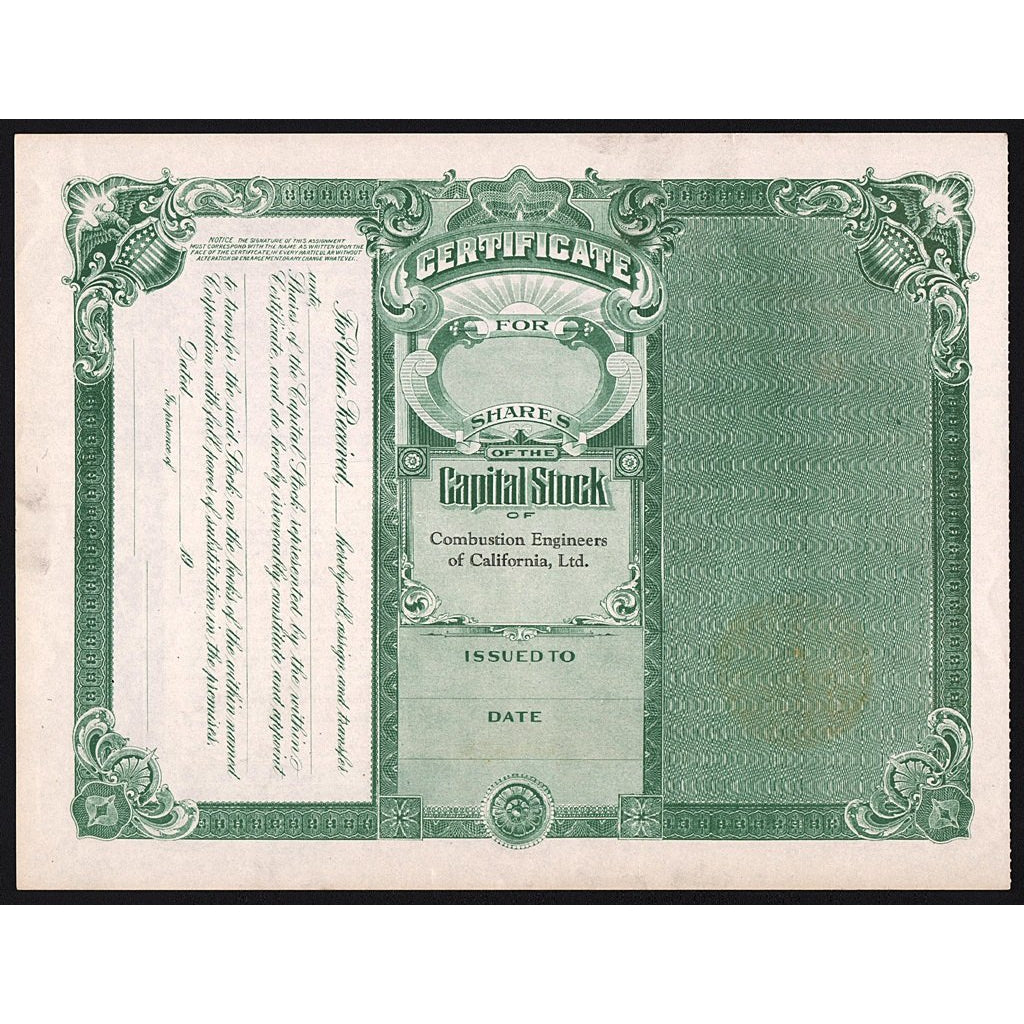 NOTICE. THE SIGNATURE OF THIS ASSIGNMENT
MUST CORRESPOND WITH THE NAME AS WRITTEN UPON THE
FACE OF THE CERTIFICATE, IN EVERY PARTICULAR WITHOUT
ALTERATION OR ENLARGEMENT OR ANY CHANGE WHATEVER.
For Value Received, hereby sell, assign and transfer
unto
Shares of the Capital Stock represented by the within
Certificate, and do hereby irrevocably constitute and appoint
to transfer the said Stock on the books of the within named
Corporation with full power of substitution in the premises.
Dated 19
In presence of
CERTIFICATE
FOR
SHARES
OF THE
Capital Stock
OF
Combustion Engineers
of California, Ltd.
ISSUED TO
DATE